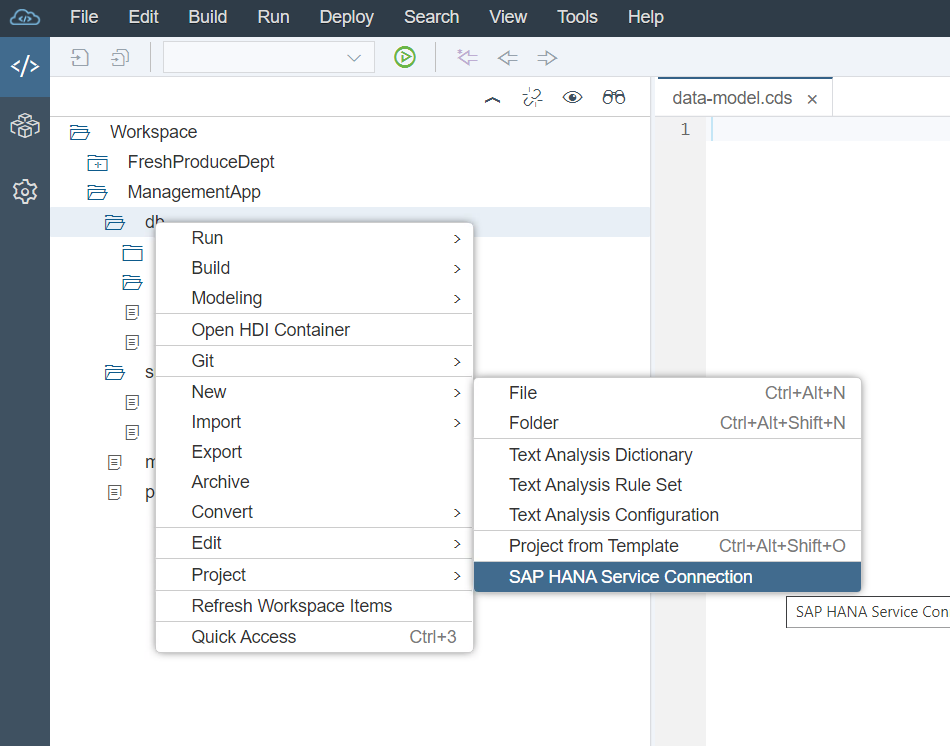 File Edit Build Run Deploy Search View Tools Help
data-model.cds
1
Workspace
FreshProduceDept
ManagementApp
db
Run
Build
Modeling
Open HDI Container
Git
s
New
Import
Export
Archive
Convert
Edit
Project
Refresh Workspace Items
Quick Access Ctrl+3
File Ctrl+Alt+N
Folder Ctrl+Alt+Shift+N
Text Analysis Dictionary
Text Analysis Rule Set
Text Analysis Configuration
Project from Template Ctrl+Alt+Shift+O
SAP HANA Service Connection
SAP HANA Service Con